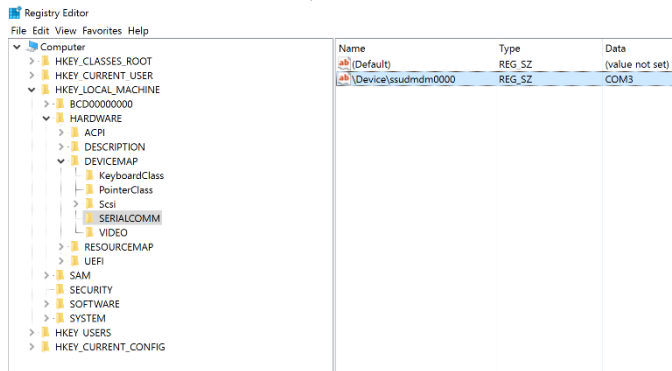 Registry Editor
File Edit View Favorites Help
Computer
HKEY_CLASSES_ROOT
HKEY_CURRENT_USER
HKEY_LOCAL_MACHINE
BCD00000000
HARDWARE
ACPI
DESCRIPTION
DEVICEMAP
KeyboardClass
PointerClass
Scsi
SERIALCOMM
VIDEO
RESOURCEMAP
UEFI
SAM
SECURITY
SOFTWARE
SYSTEM
HKEY_USERS
HKEY_CURRENT_CONFIG
Name Type Data
ab (Default) REG_SZ (value not set)
ab \Device\ssudmdm0000 REG_SZ COM3